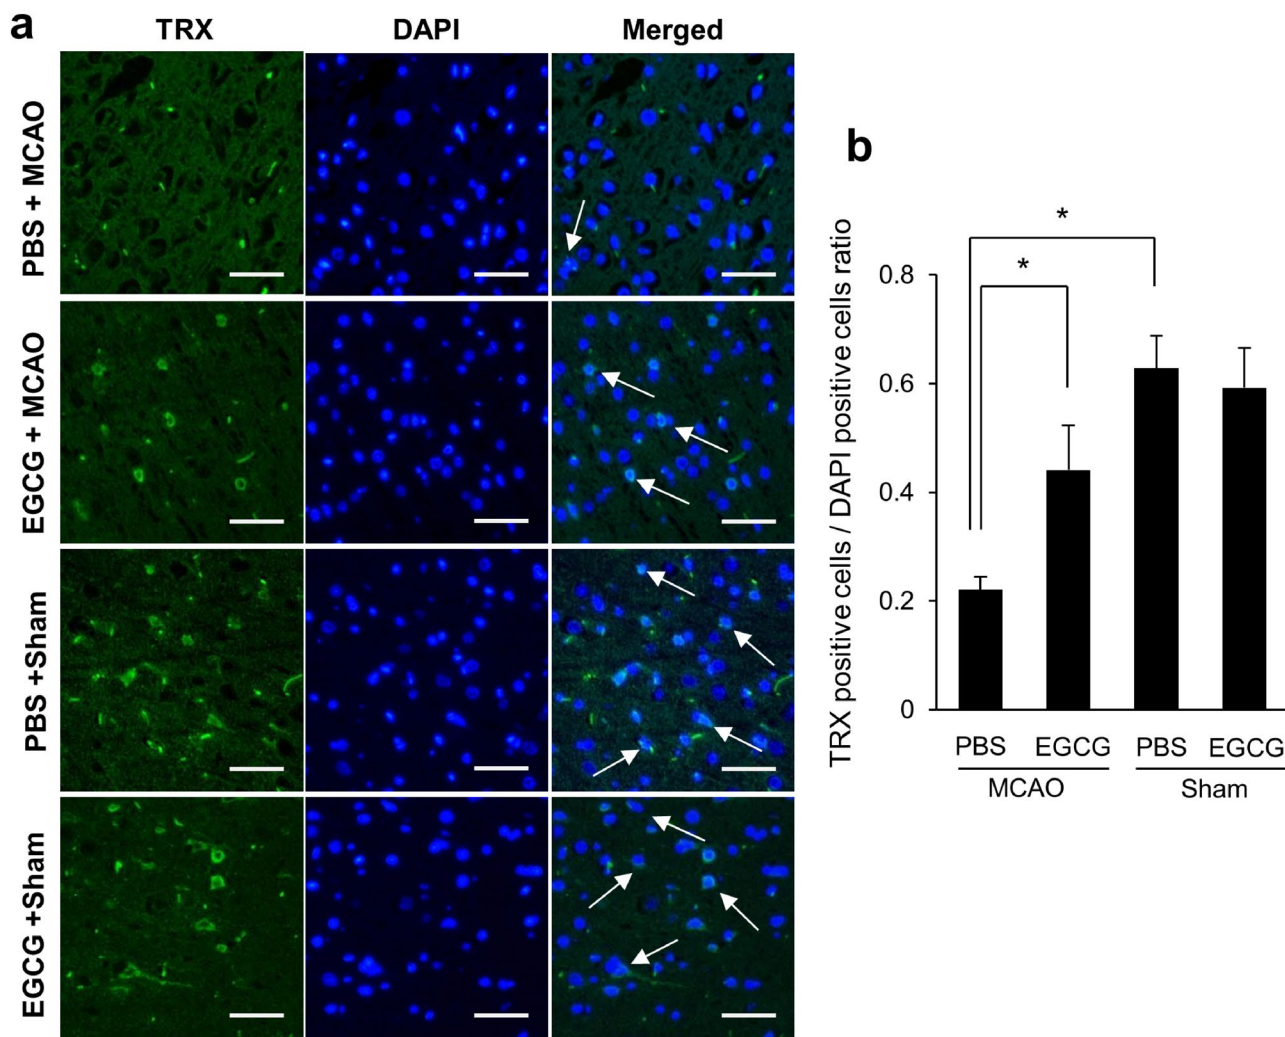 a
TRX DAPI Merged
PBS + MCAO
EGCG + MCAO
PBS +Sham
EGCG +Sham
b
TRX positive cells / DAPI positive cells ratio
*
*
0.8
0.6
0.4
0.2
0
PBS EGCG PBS EGCG
MCAO Sham